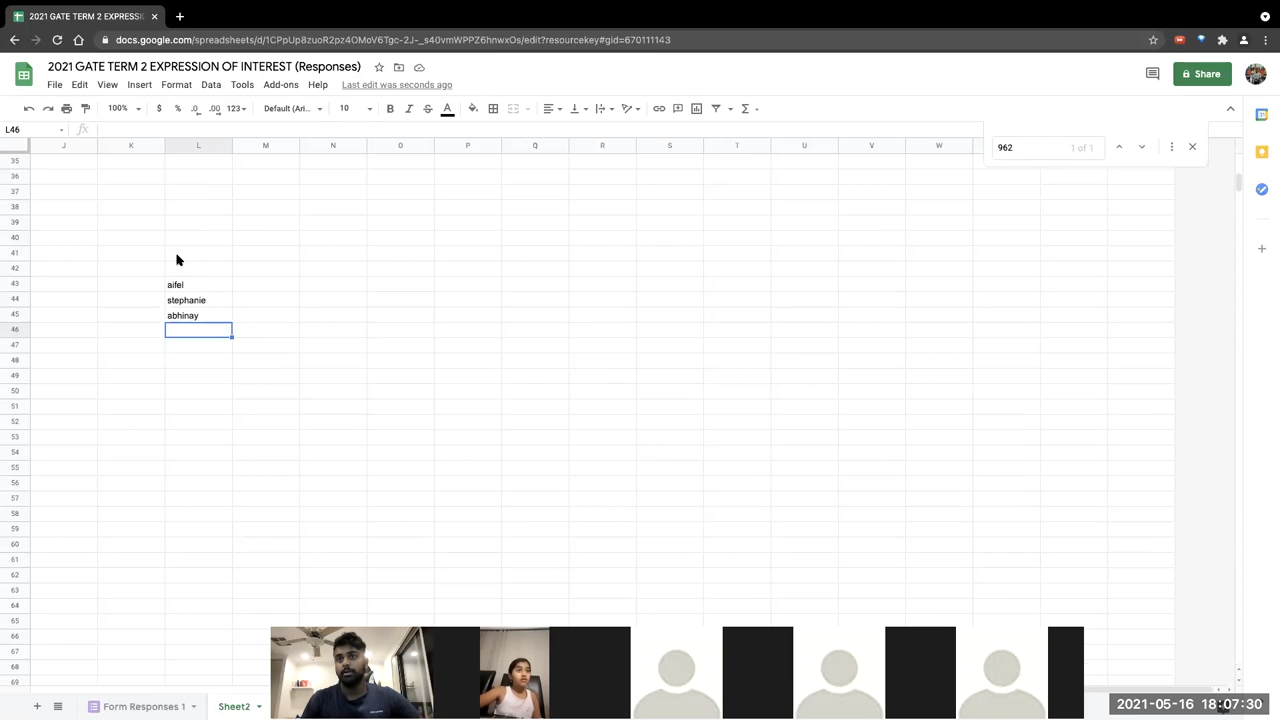 2021 GATE TERM 2 EXPRESSI
docs.google.com/spreadsheets/d/1CPpUp8zuoR2pz4OMoV6Tgc-2J-_s40vmWPPZ6hnwxOs/edit?resourcekey#gid=670111143
2021 GATE TERM 2 EXPRESSION OF INTEREST (Responses)
File Edit View Insert Format Data Tools Add-ons Help Last edit was seconds ago
Share
100% $ % .0 .00 123 Default (Ari... 10 B I S A
L46 fx
962 1 of 1
J K L M N O P Q R S T U V W
35
36
37
38
39
40
41
42
43 aifel
44 stephanie
45 abhinay
46
47
48
49
50
51
52
53
54
55
56
57
58
59
60
61
62
63
64
65
66
67
68
69
Form Responses 1 Sheet2
2021-05-16 18:07:30